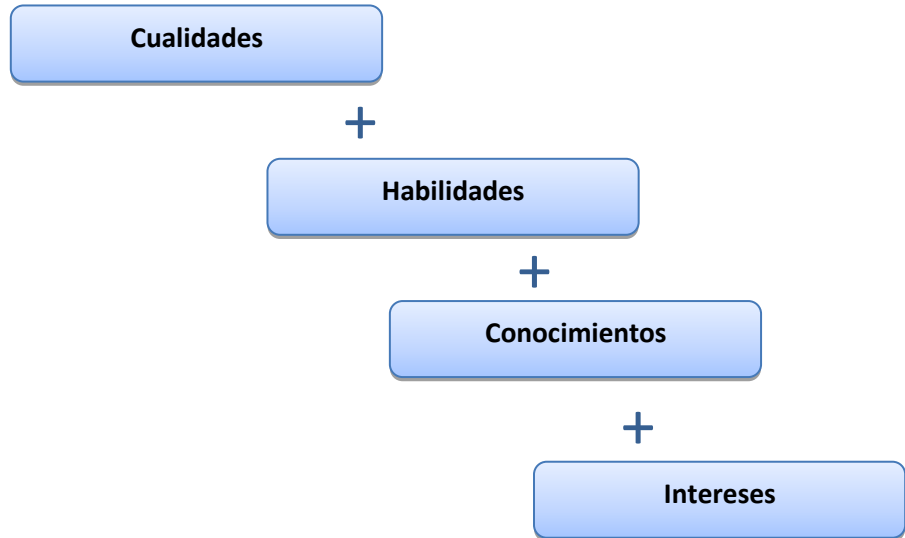 Cualidades
+
Habilidades
+
Conocimientos
+
Intereses